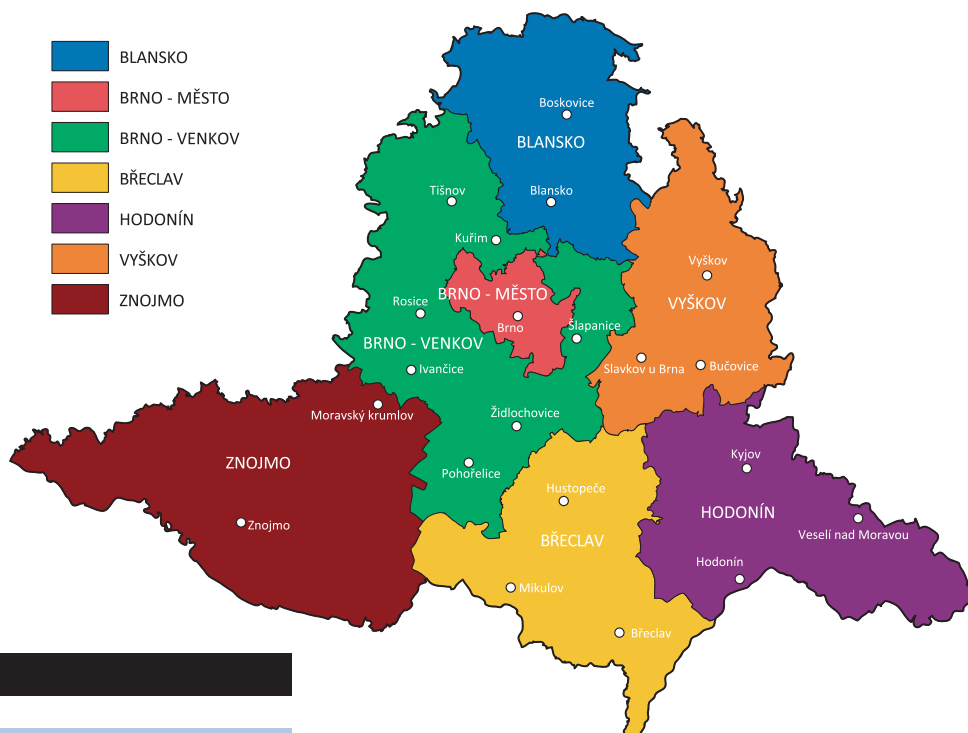 BLANSKO
BRNO - MĚSTO
BRNO - VENKOV
BŘECLAV
HODONÍN
VYŠKOV
ZNOJMO
Boskovice
BLANSKO
Blansko
Tišnov
Kuřim
Vyškov
VYŠKOV
BRNO - MĚSTO
Rosice
Brno
Šlapanice
BRNO - VENKOV
Ivančice
Slavkov u Brna
Bučovice
Moravský krumlov
Židlochovice
ZNOJMO
Pohořelice
Kyjov
Hustopeče
HODONÍN
Znojmo
Veselí nad Moravou
BŘECLAV
Hodonín
Mikulov
Břeclav